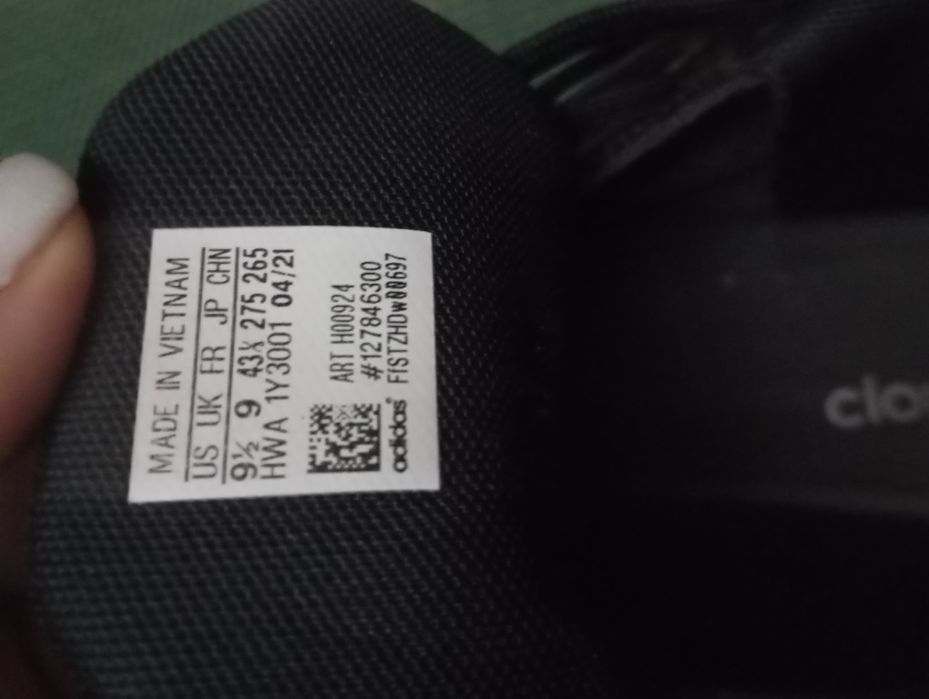 MADE IN VIETNAM
US UK FR JP CHN
9½ 9 43⅓ 275 265
HWA 1Y3001 04/21
ART H00924
#127846300
adidas®
clo